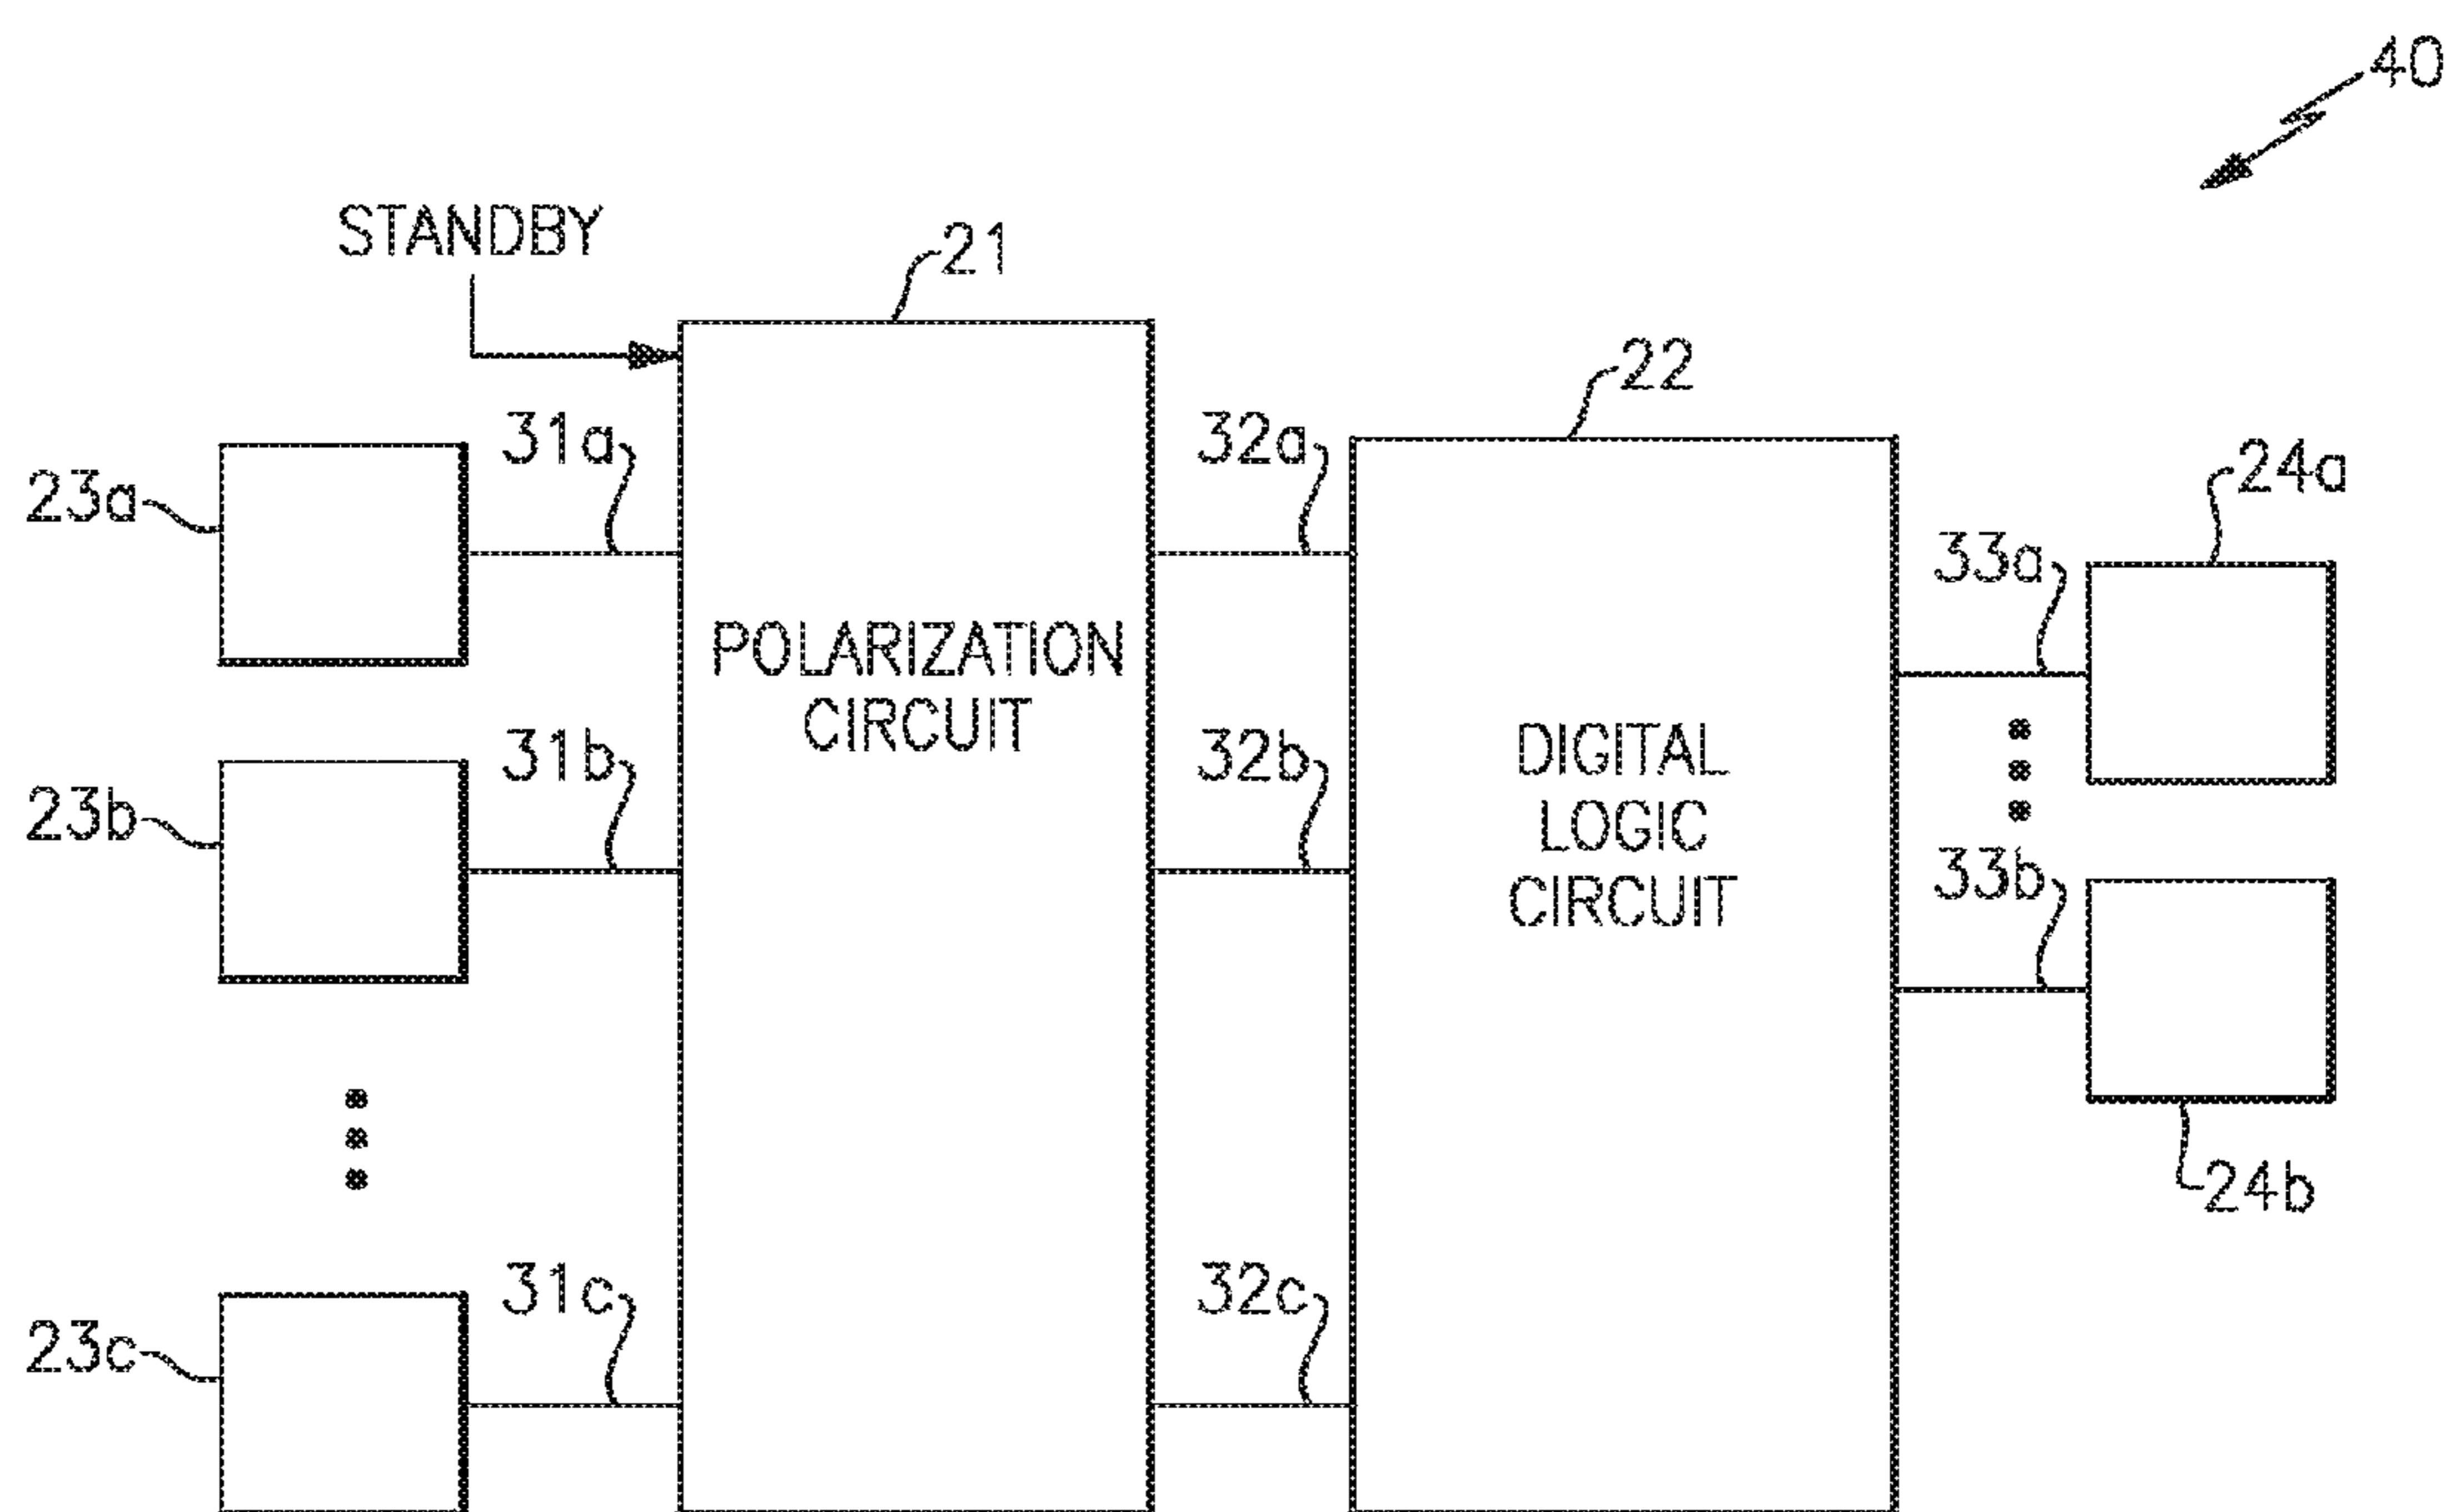 40
STANDBY
21
22
31a
32a
24a
23a
33a
POLARIZATION
CIRCUIT
31b
32b
DIGITAL
LOGIC
CIRCUIT
23b
33b
24b
31c
32c
23c